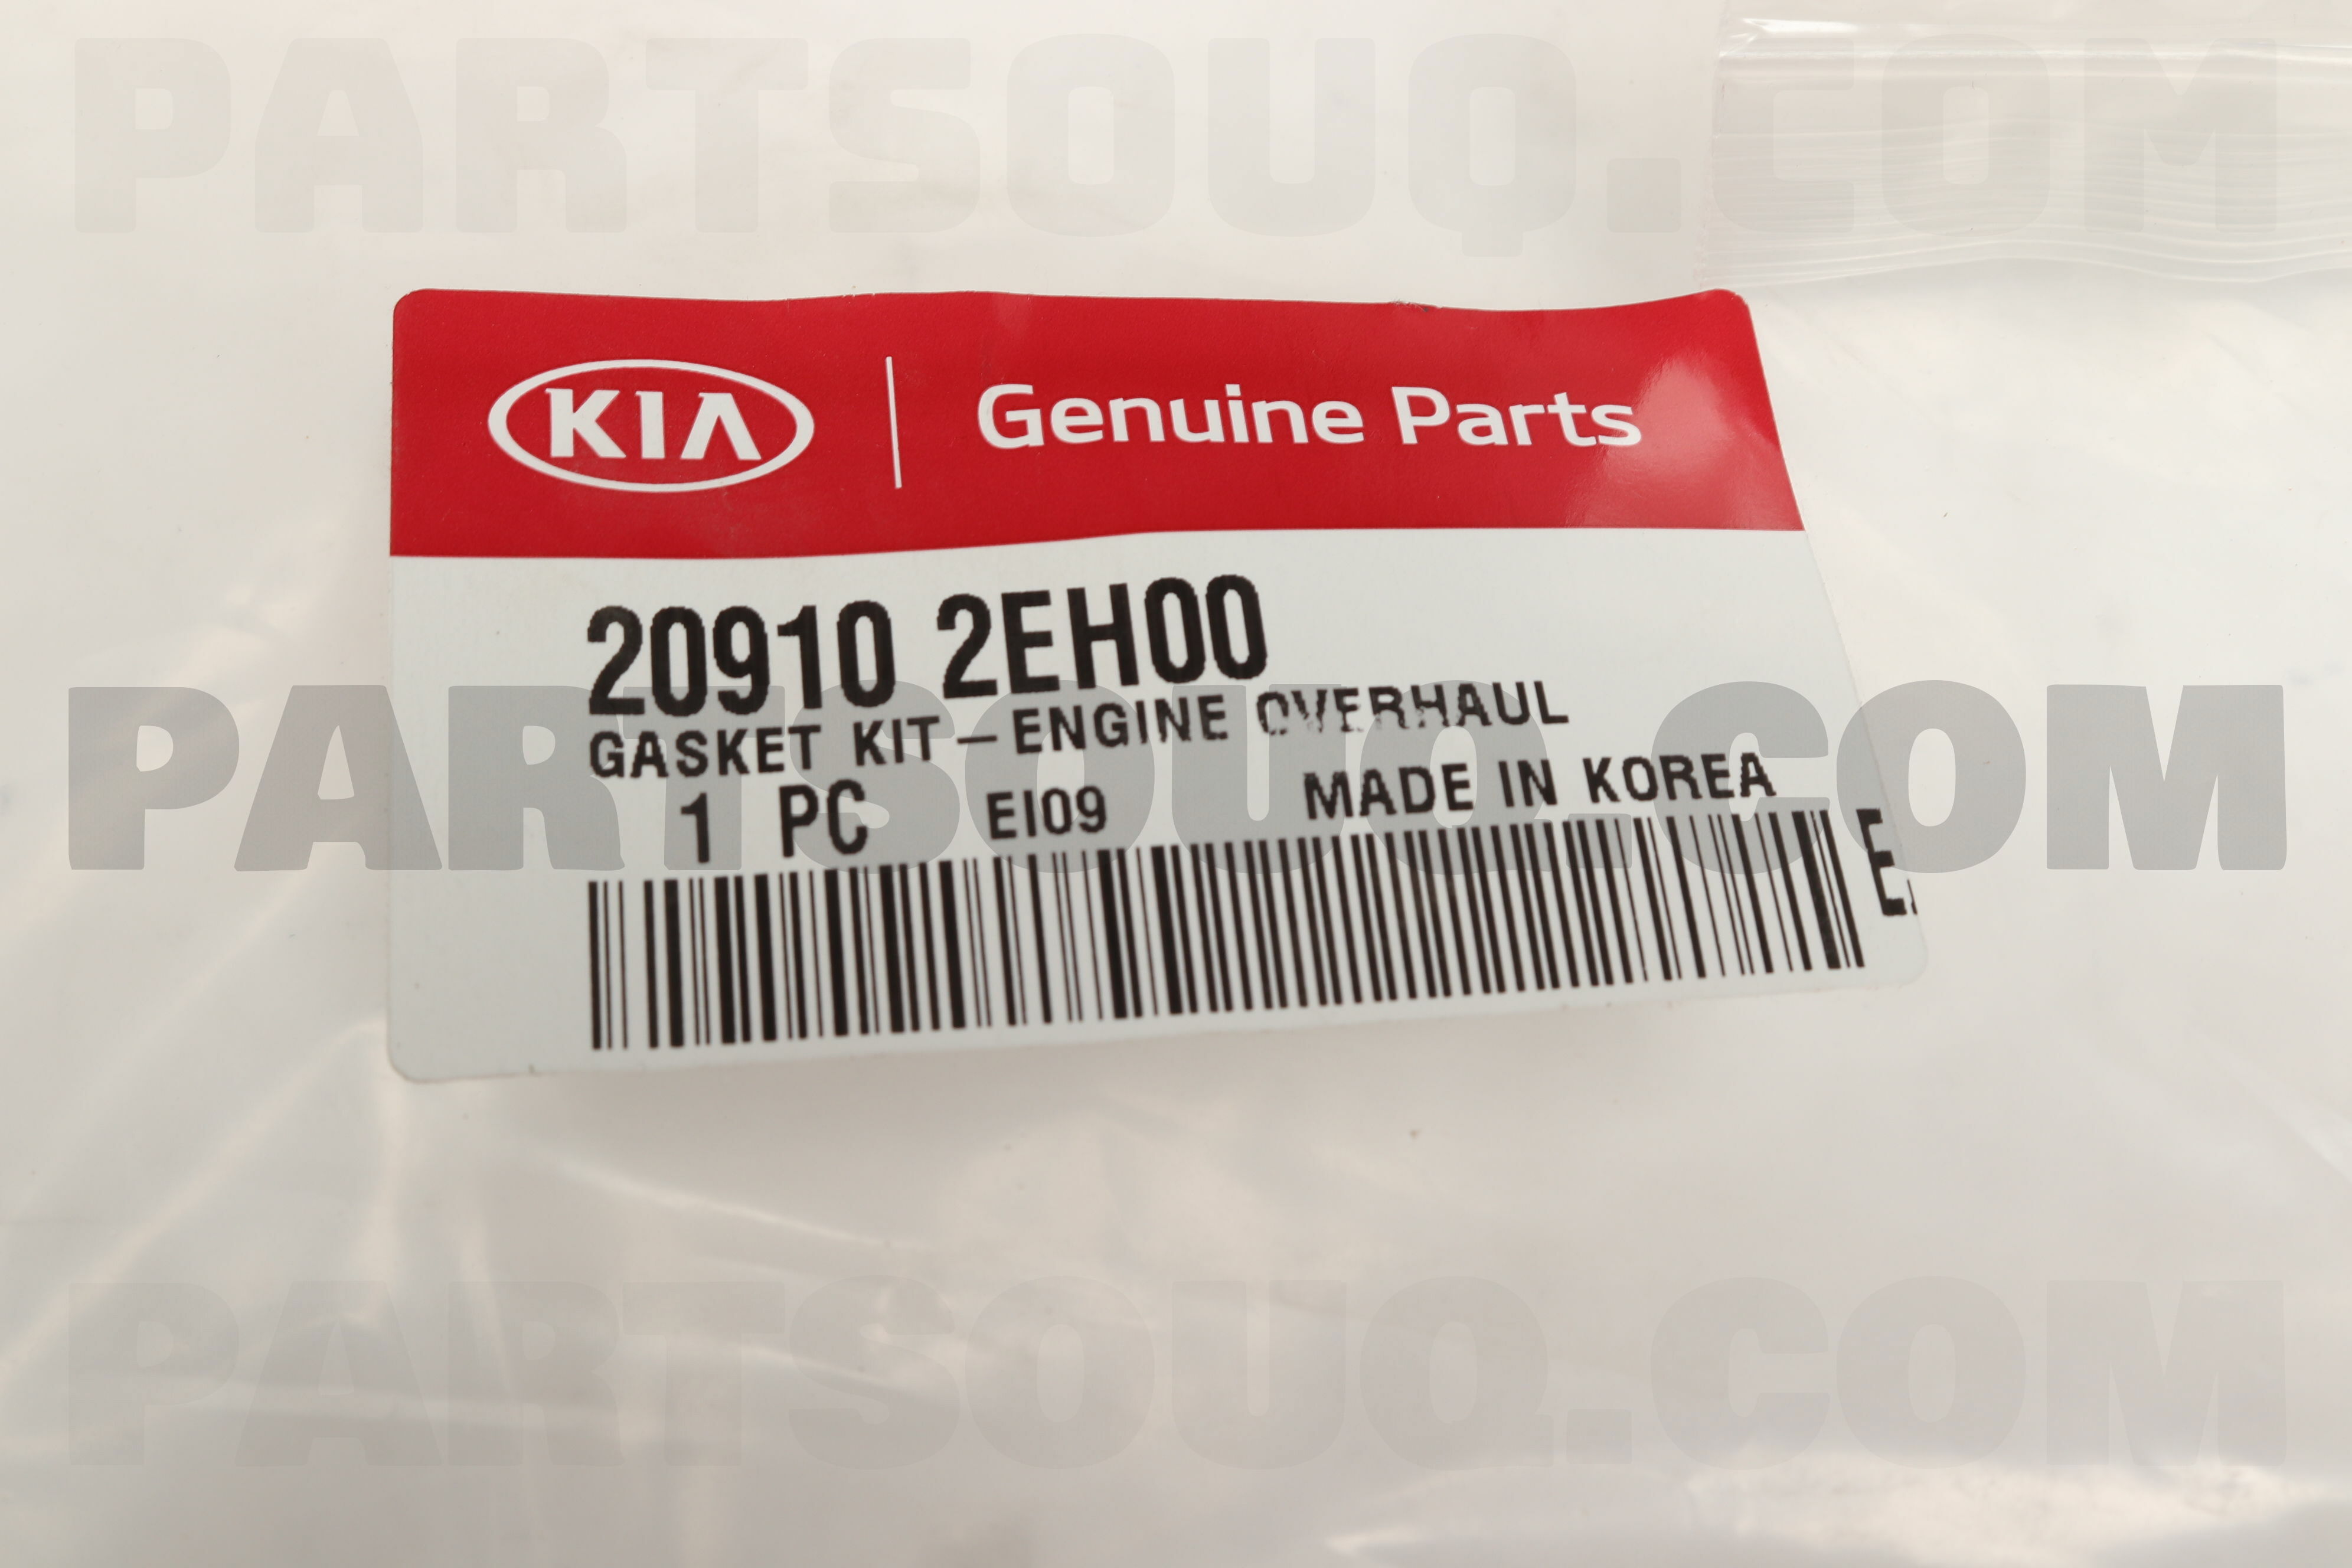 PARTSOUQ.COM
KIA | Genuine Parts
20910 2EH00
GASKET KIT-ENGINE OVERHAUL
1 PC EI09 MADE IN KOREA
PARTSOUQ.COM
PARTSOUQ.COM